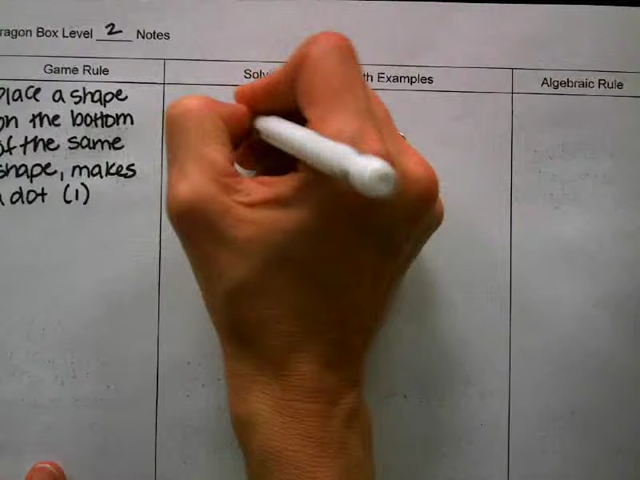 ragon Box Level 2 Notes
Game Rule
Solv th Examples
Algebraic Rule
place a shape
on the bottom
of the same
shape, makes
a dot (1)